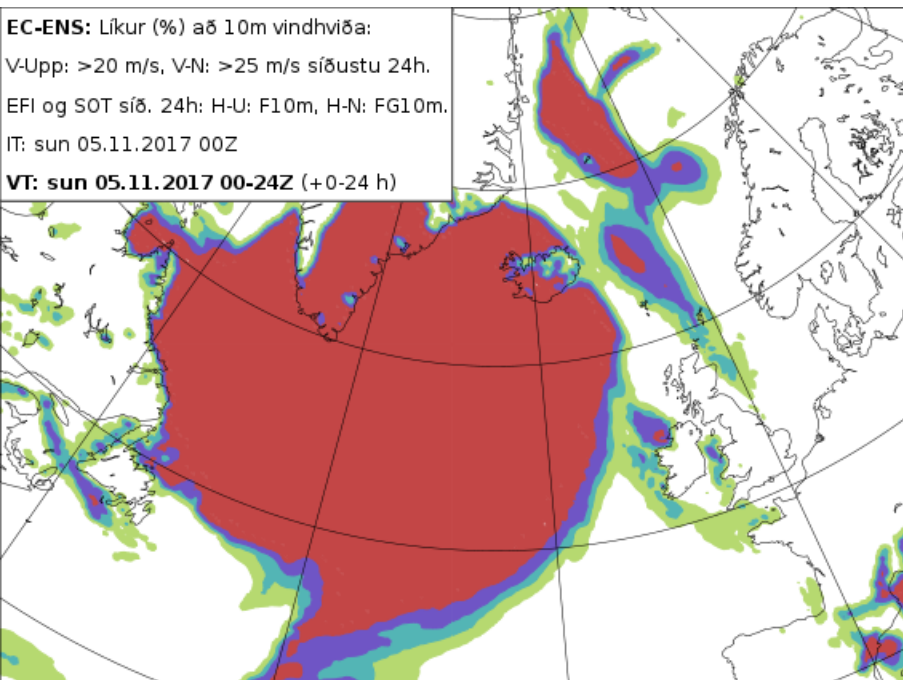 EC-ENS: Líkur (%) að 10m vindhviða:
V-Upp: >20 m/s, V-N: >25 m/s síðustu 24h.
EFI og SOT síð. 24h: H-U: F10m, H-N: FG10m.
IT: sun 05.11.2017 00Z
VT: sun 05.11.2017 00-24Z (+0-24 h)